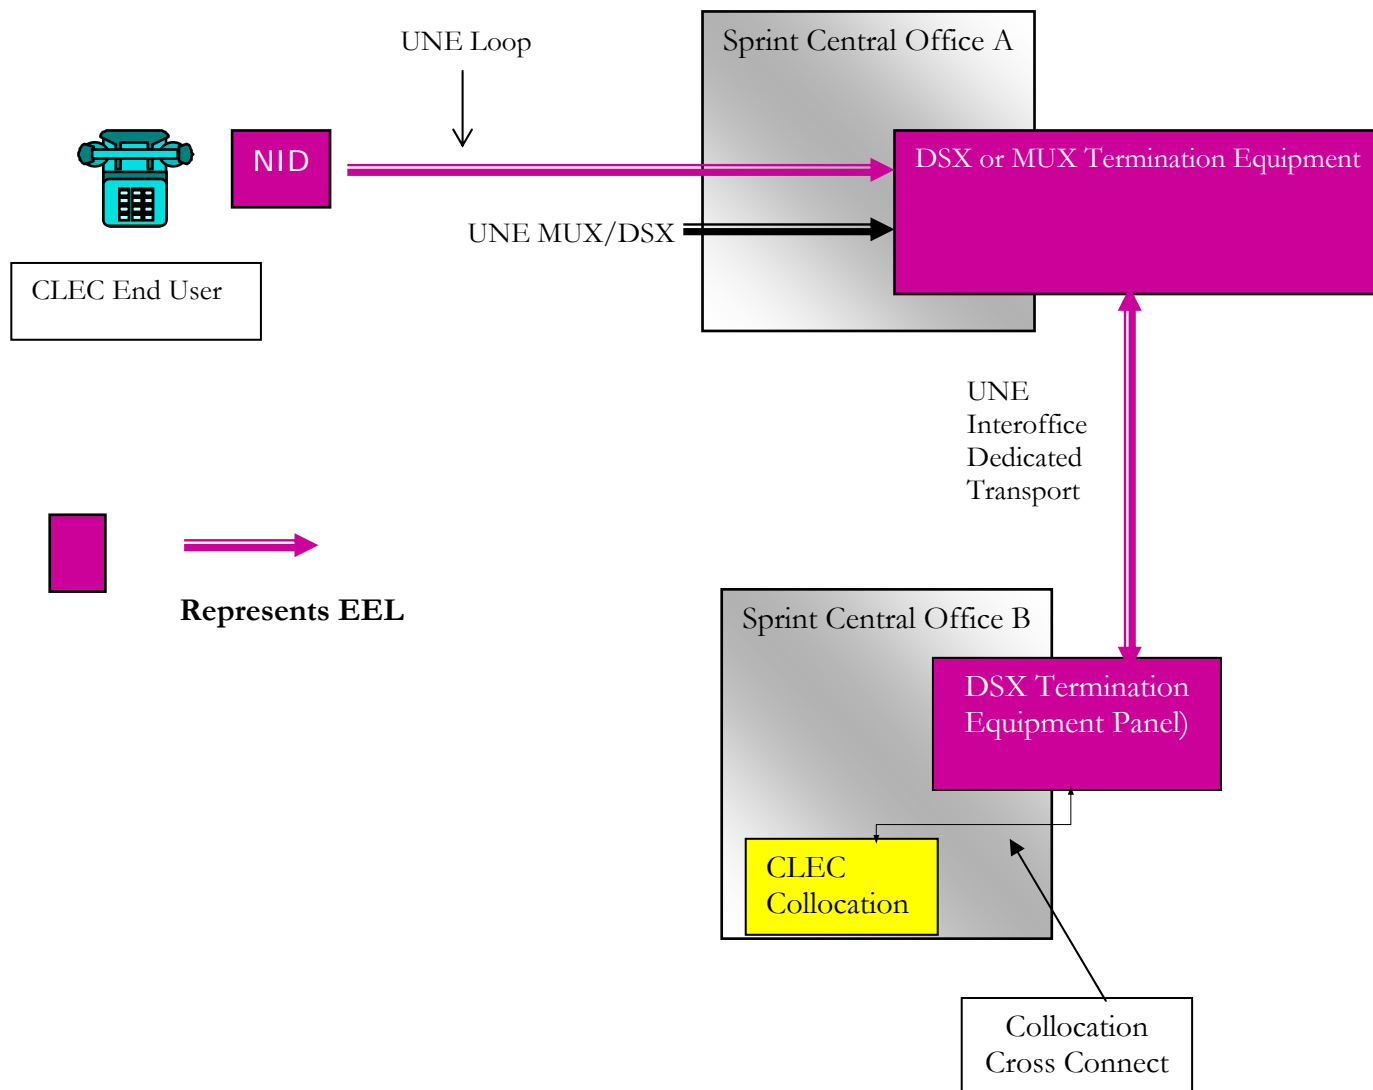 UNE Loop
Sprint Central Office A
NID
DSX or MUX Termination Equipment
UNE MUX/DSX
CLEC End User
UNE
Interoffice
Dedicated
Transport
Represents EEL
Sprint Central Office B
DSX Termination
Equipment Panel)
CLEC
Collocation
Collocation
Cross Connect